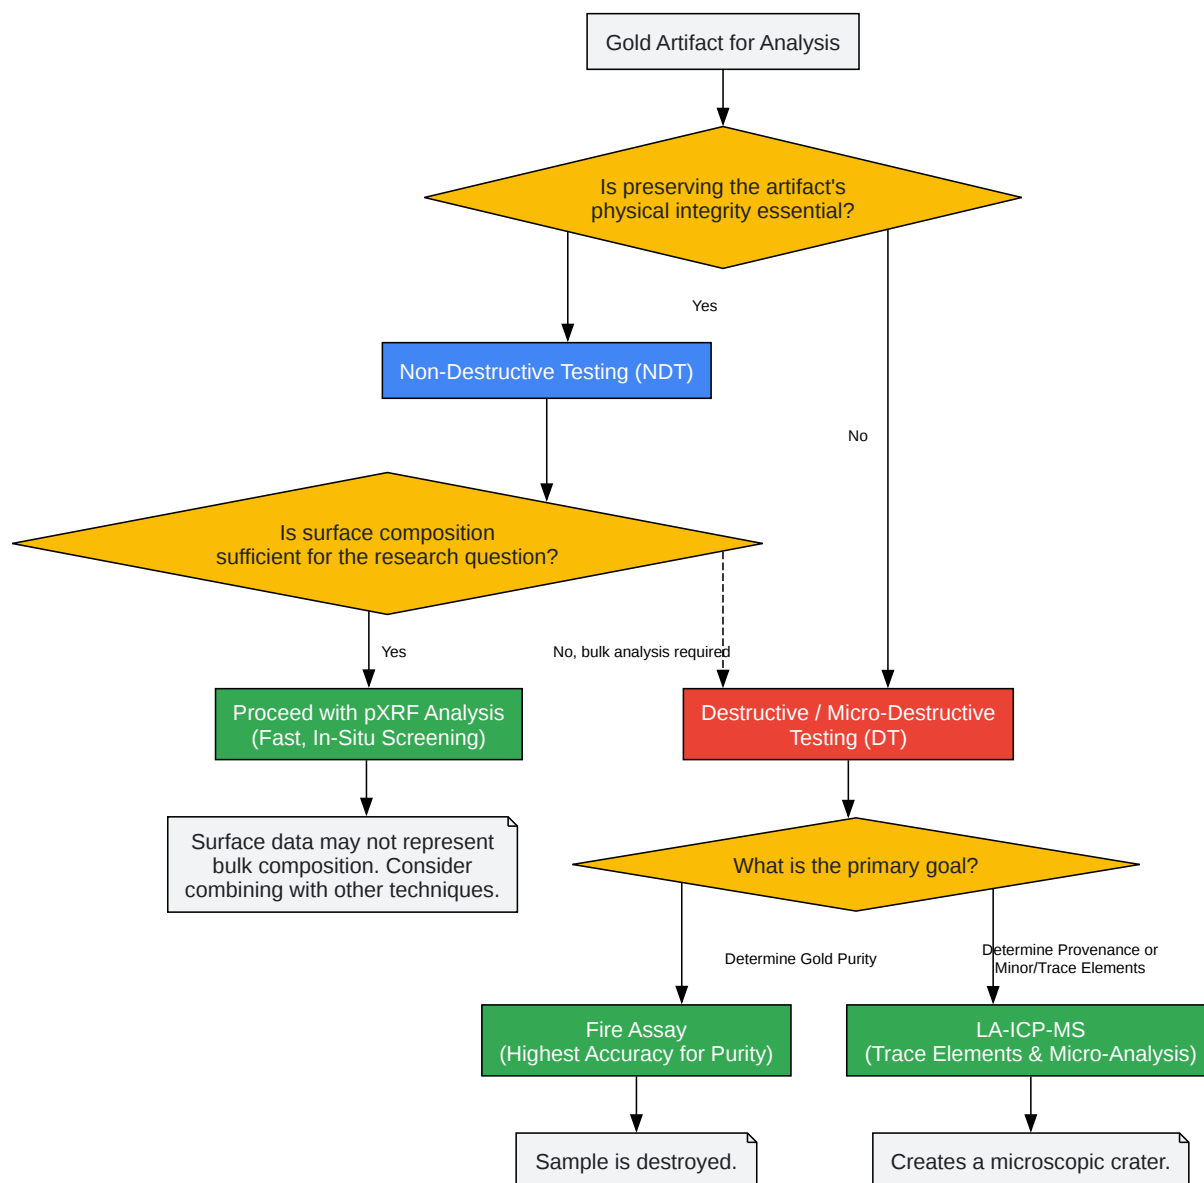 Gold Artifact for Analysis
Is preserving the artifact's
physical integrity essential?
Yes
Non-Destructive Testing (NDT)
No
Is surface composition
sufficient for the research question?
Yes
No, bulk analysis required
Proceed with pXRF Analysis
(Fast, In-Situ Screening)
Destructive / Micro-Destructive
Testing (DT)
Surface data may not represent
bulk composition. Consider
combining with other techniques.
What is the primary goal?
Determine Gold Purity
Determine Provenance or
Minor/Trace Elements
Fire Assay
(Highest Accuracy for Purity)
LA-ICP-MS
(Trace Elements & Micro-Analysis)
Sample is destroyed.
Creates a microscopic crater.